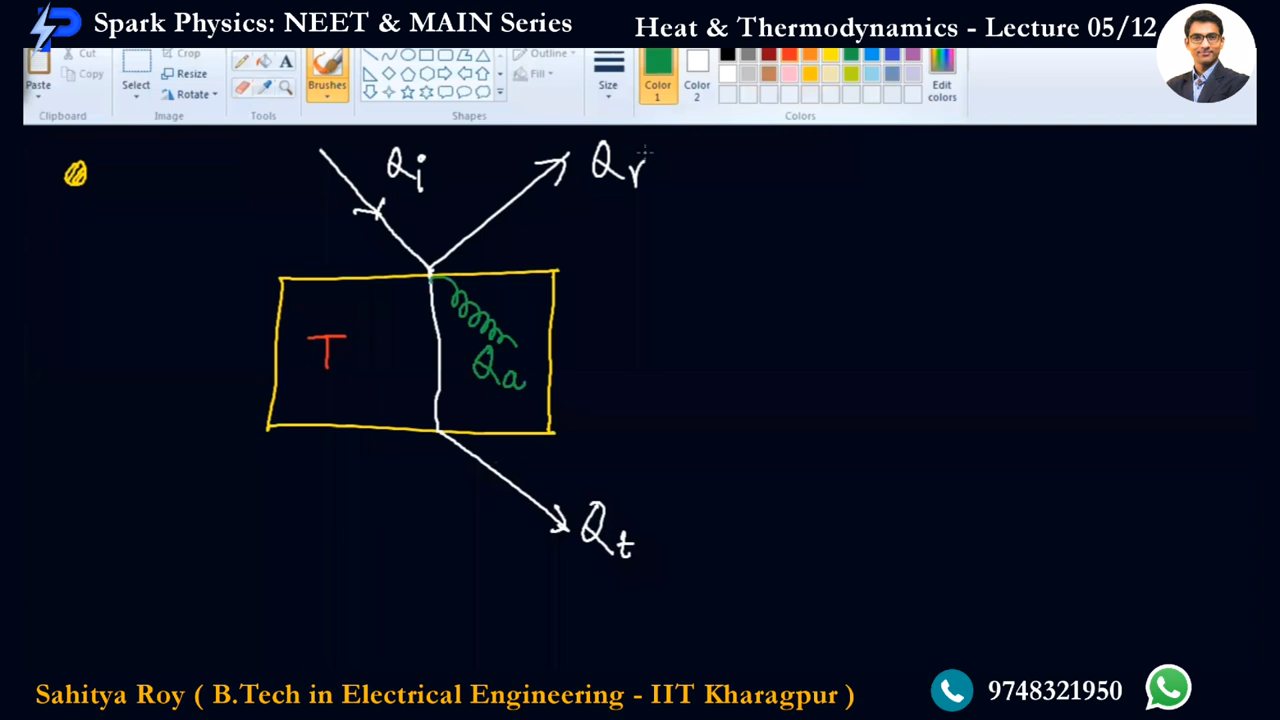 Spark Physics: NEET & MAIN Series
Heat & Thermodynamics - Lecture 05/12
Cut
Copy
Paste
Clipboard
Select
Crop
Resize
Rotate
Image
A
Tools
Brushes
Outline
Fill
Shapes
Size
Color 1
Color 2
Edit colors
Colors
Qi
Qr
T
Qa
Qt
Sahitya Roy ( B.Tech in Electrical Engineering - IIT Kharagpur )
9748321950